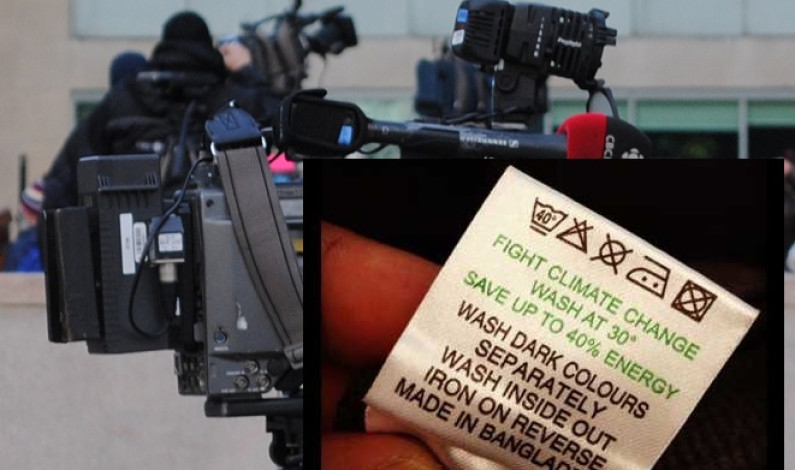 CBC
40°
FIGHT CLIMATE CHANGE
WASH AT 30°
SAVE UP TO 40% ENERGY
WASH DARK COLOURS
SEPARATELY
WASH INSIDE OUT
IRON ON REVERSE
MADE IN